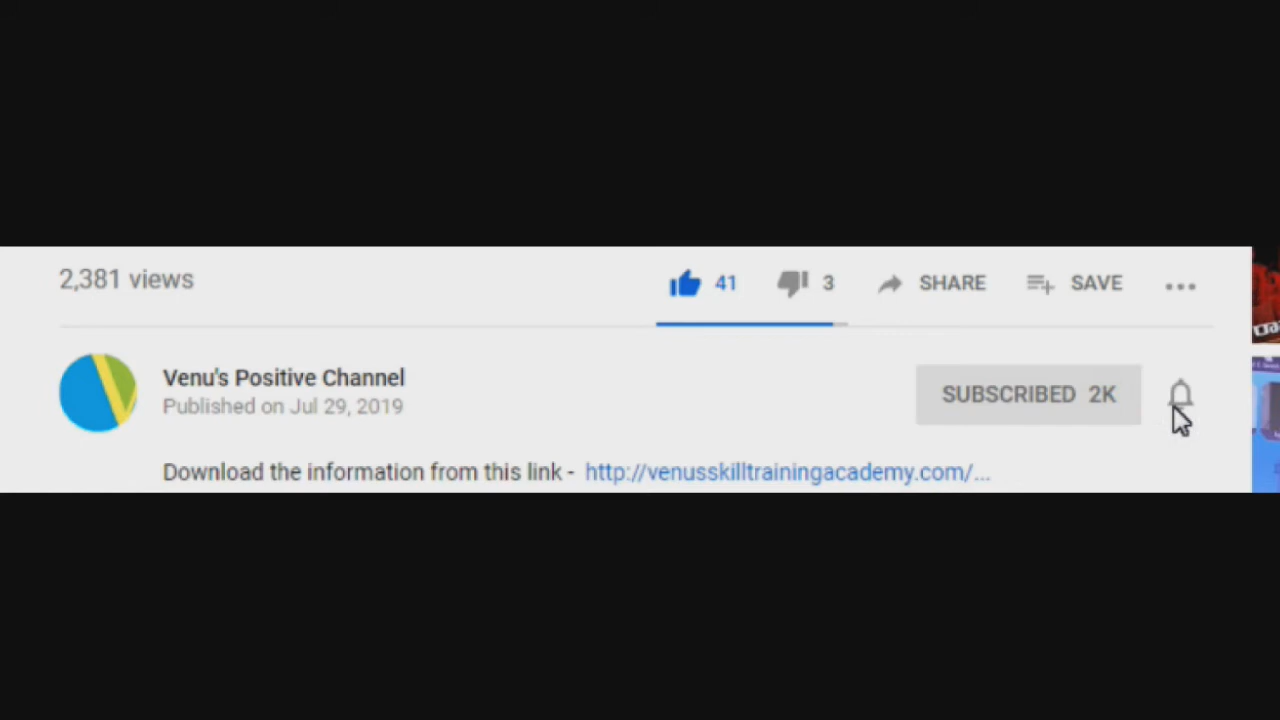 2,381 views
41 3 SHARE SAVE
Venu's Positive Channel
Published on Jul 29, 2019
SUBSCRIBED 2K
Download the information from this link - http://venusskilltrainingacademy.com/...